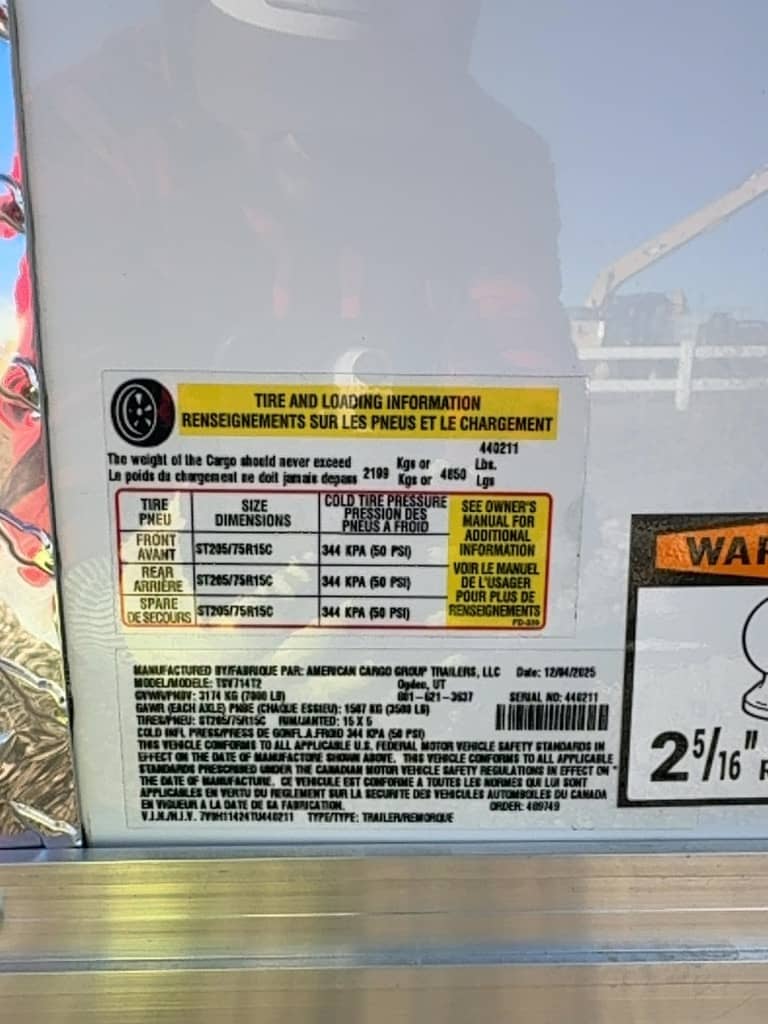 TIRE AND LOADING INFORMATION
RENSEIGNEMENTS SUR LES PNEUS ET LE CHARGEMENT
440211
The weight of the Cargo should never exceed Kgs or Lbs.
Le poids du chargement ne doit jamais depass 2199 Kgs or 4850 Lgs
TIRE PNEU
SIZE DIMENSIONS
COLD TIRE PRESSURE
PRESSION DES
PNEUS A FROID
SEE OWNER'S
MANUAL FOR
ADDITIONAL
INFORMATION
VOIR LE MANUEL
DE L'USAGER
POUR PLUS DE
RENSEIGNEMENTS
FRONT AVANT ST205/75R15C 344 KPA (50 PSI)
REAR ARRIÈRE ST205/75R15C 344 KPA (50 PSI)
SPARE DE SECOURS ST205/75R15C 344 KPA (50 PSI)
MANUFACTURED BY/FABRIQUE PAR: AMERICAN CARGO GROUP TRAILERS, LLC Date: 12/04/2025
MODEL/MODELE: Ogden, UT
GVWR/PNBV: 3174 KG (7000 LB) 801-621-3637 SERIAL NO: 440211
GAWR (EACH AXLE) PNBE (CHAQUE ESSIEU): 1587 KG (3500 LB)
TIRES/PNEU: ST205/75R15C RIM/JANTED: 15 X 5
COLD INFL PRESS/PRESS DE GONFL.A.FROID 344 KPA (50 PSI)
THIS VEHICLE CONFORMS TO ALL APPLICABLE U.S. FEDERAL MOTOR VEHICLE SAFETY STANDARDS IN
EFFECT ON THE DATE OF MANUFACTURE SHOWN ABOVE. THIS VEHICLE CONFORMS TO ALL APPLICABLE
STANDARDS PRESCRIBED UNDER THE CANADIAN MOTOR VEHICLE SAFETY REGULATIONS IN EFFECT ON
THE DATE OF MANUFACTURE. CE VEHICULE EST CONFORME A TOUTES LES NORMES QUI LUI SONT
APPLICABLES EN VERTU DU REGLEMENT SUR LA SECURITE DES VEHICULES AUTOMOBILES DU CANADA
EN VIGUEUR A LA DATE DE SA FABRICATION. ORDER: 409749
V.I.N./N.I.V. TYPE/TYPE: TRAILER/REMORQUE
WAR
2 5/16"